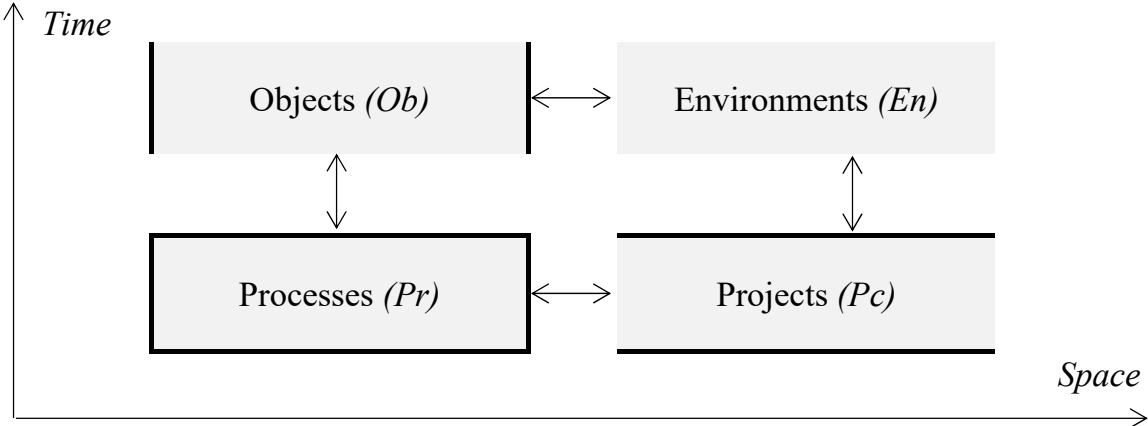 Time
Objects (Ob)
Environments (En)
Processes (Pr)
Projects (Pc)
Space